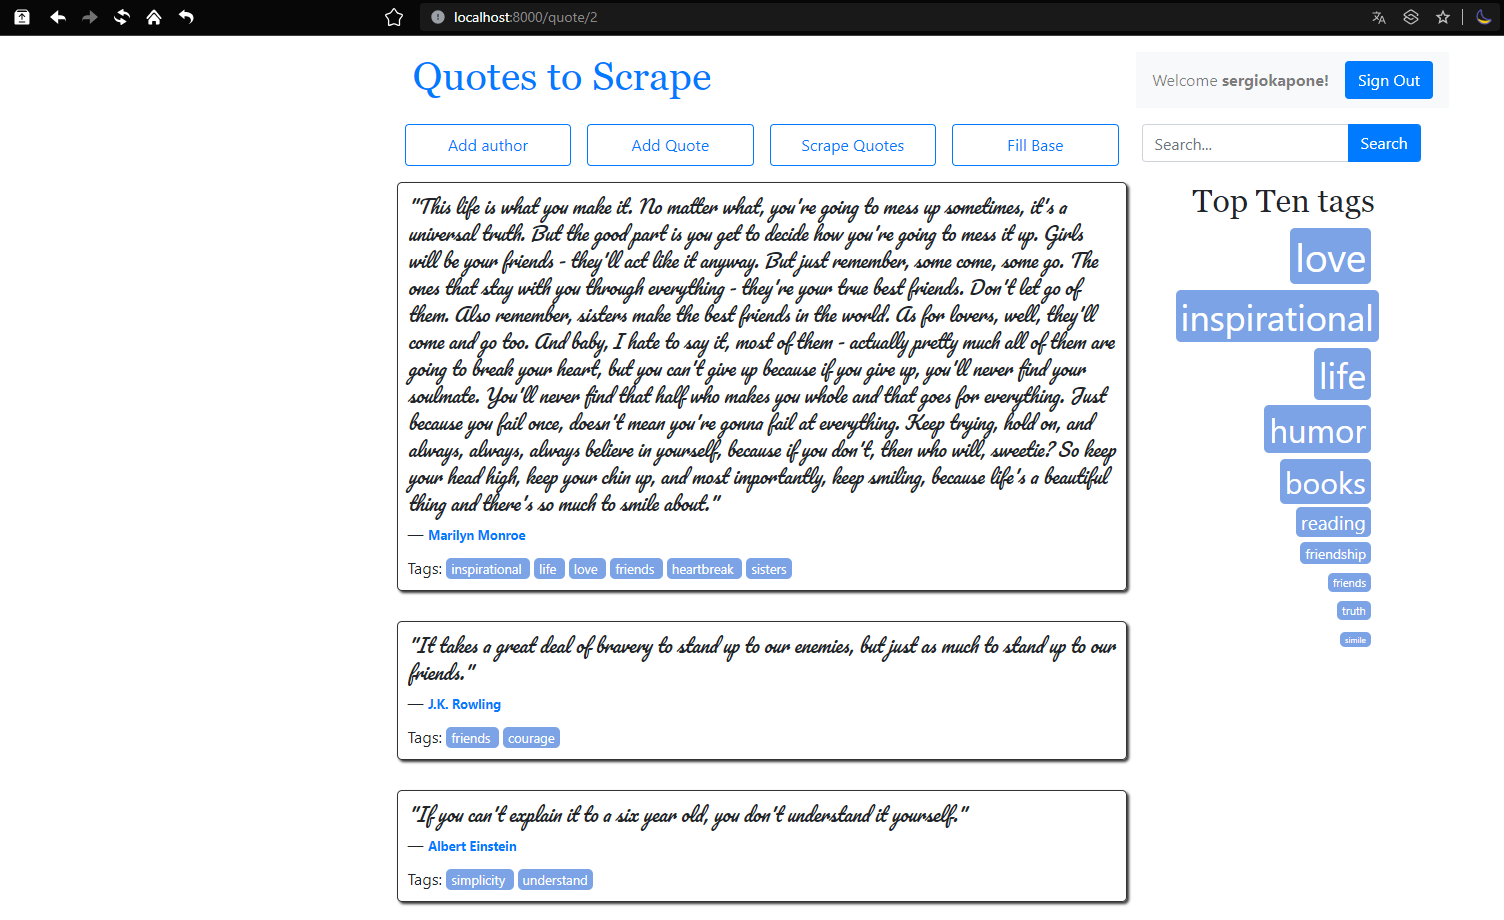 localhost:8000/quote/2
Quotes to Scrape
Welcome sergiokapone!
Sign Out
Add author
Add Quote
Scrape Quotes
Fill Base
Search...
Search
"This life is what you make it. No matter what, you're going to mess up sometimes, it's a
universal truth. But the good part is you get to decide how you're going to mess it up. Girls
will be your friends - they'll act like it anyway. But just remember, some come, some go. The
ones that stay with you through everything - they're your true best friends. Don't let go of
them. Also remember, sisters make the best friends in the world. As for lovers, well, they'll
come and go too. And baby, I hate to say it, most of them - actually pretty much all of them are
going to break your heart, but you can't give up because if you give up, you'll never find your
soulmate. You'll never find that half who makes you whole and that goes for everything. Just
because you fail once, doesn't mean you're gonna fail at everything. Keep trying, hold on, and
always, always, always believe in yourself, because if you don't, then who will, sweetie? So keep
your head high, keep your chin up, and most importantly, keep smiling, because life's a beautiful
thing and there's so much to smile about."
— Marilyn Monroe
Tags: inspirational life love friends heartbreak sisters
"It takes a great deal of bravery to stand up to our enemies, but just as much to stand up to our
friends."
— J.K. Rowling
Tags: friends courage
"If you can't explain it to a six year old, you don't understand it yourself."
— Albert Einstein
Tags: simplicity understand
Top Ten tags
love
inspirational
life
humor
books
reading
friendship
friends
truth
simile